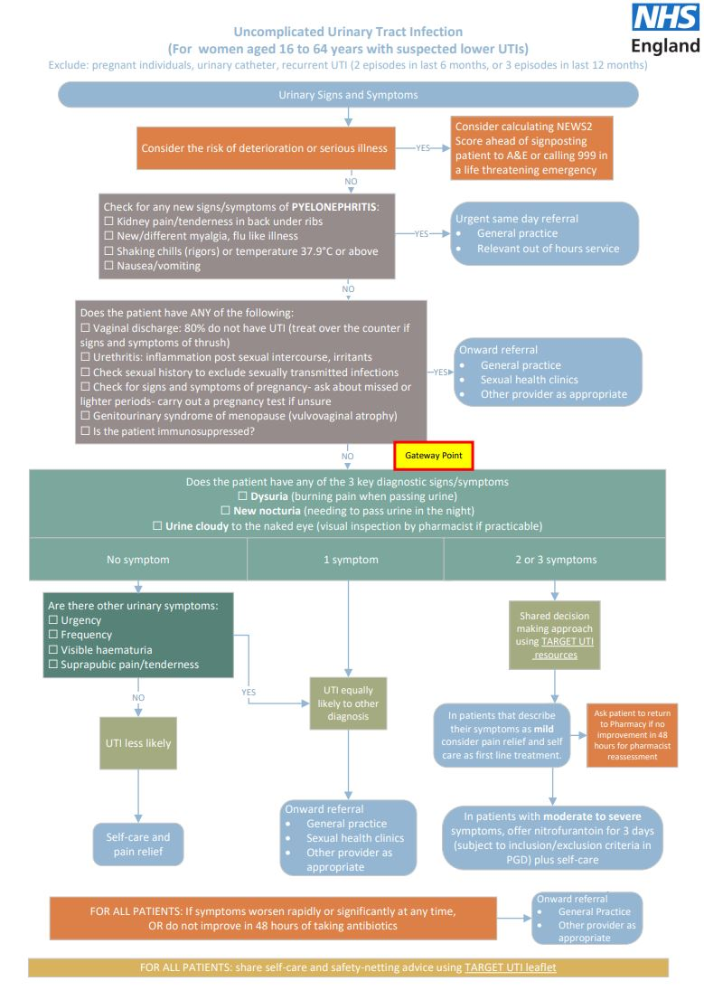 NHS
England
Uncomplicated Urinary Tract Infection
(For women aged 16 to 64 years with suspected lower UTIs)
Exclude: pregnant individuals, urinary catheter, recurrent UTI (2 episodes in last 6 months, or 3 episodes in last 12 months)
Urinary Signs and Symptoms
Consider the risk of deterioration or serious illness
YES
Consider calculating NEWS2
Score ahead of signposting
patient to A&E or calling 999 in
a life threatening emergency
NO
Check for any new signs/symptoms of PYELONEPHRITIS:
☐ Kidney pain/tenderness in back under ribs
☐ New/different myalgia, flu like illness
☐ Shaking chills (rigors) or temperature 37.9°C or above
☐ Nausea/vomiting
YES
Urgent same day referral
• General practice
• Relevant out of hours service
NO
Does the patient have ANY of the following:
☐ Vaginal discharge: 80% do not have UTI (treat over the counter if
signs and symptoms of thrush)
☐ Urethritis: inflammation post sexual intercourse, irritants
☐ Check sexual history to exclude sexually transmitted infections
☐ Check for signs and symptoms of pregnancy- ask about missed or
lighter periods- carry out a pregnancy test if unsure
☐ Genitourinary syndrome of menopause (vulvovaginal atrophy)
☐ Is the patient immunosuppressed?
YES
Onward referral
• General practice
• Sexual health clinics
• Other provider as appropriate
NO
Gateway Point
Does the patient have any of the 3 key diagnostic signs/symptoms
☐ Dysuria (burning pain when passing urine)
☐ New nocturia (needing to pass urine in the night)
☐ Urine cloudy to the naked eye (visual inspection by pharmacist if practicable)
No symptom
1 symptom
2 or 3 symptoms
Are there other urinary symptoms:
☐ Urgency
☐ Frequency
☐ Visible haematuria
☐ Suprapubic pain/tenderness
NO
YES
UTI less likely
Self-care and
pain relief
UTI equally
likely to other
diagnosis
Onward referral
• General practice
• Sexual health clinics
• Other provider as
appropriate
Shared decision
making approach
using TARGET UTI
resources
In patients that describe
their symptoms as mild
consider pain relief and self
care as first line treatment.
Ask patient to return
to Pharmacy if no
improvement in 48
hours for pharmacist
reassessment
In patients with moderate to severe
symptoms, offer nitrofurantoin for 3 days
(subject to inclusion/exclusion criteria in
PGD) plus self-care
FOR ALL PATIENTS: If symptoms worsen rapidly or significantly at any time,
OR do not improve in 48 hours of taking antibiotics
Onward referral
• General Practice
• Other provider as
appropriate
FOR ALL PATIENTS: share self-care and safety-netting advice using TARGET UTI leaflet